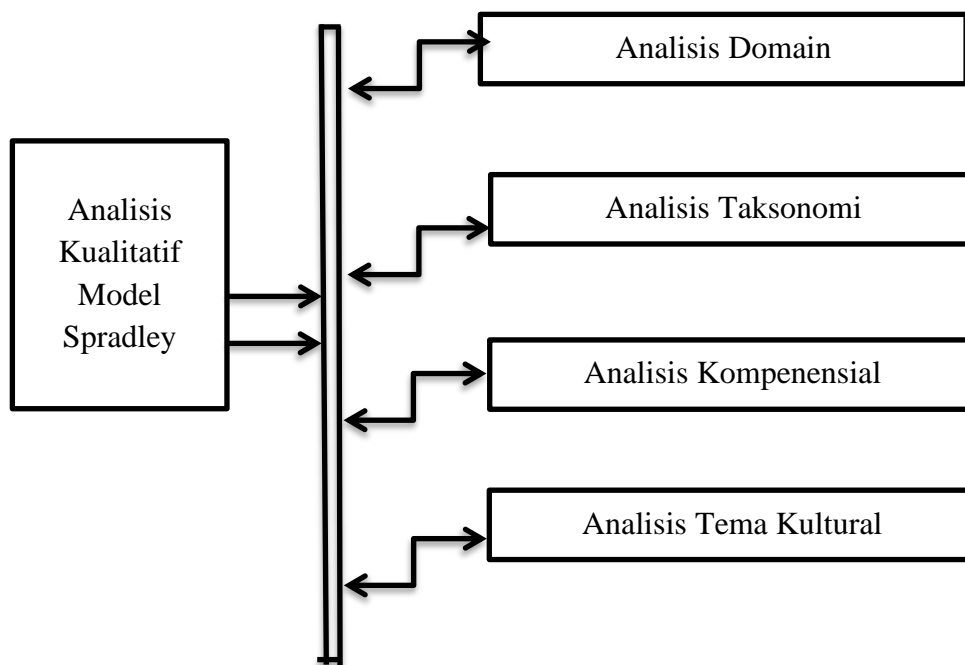 Analisis
Kualitatif
Model
Spradley
Analisis Domain
Analisis Taksonomi
Analisis Kompenensial
Analisis Tema Kultural